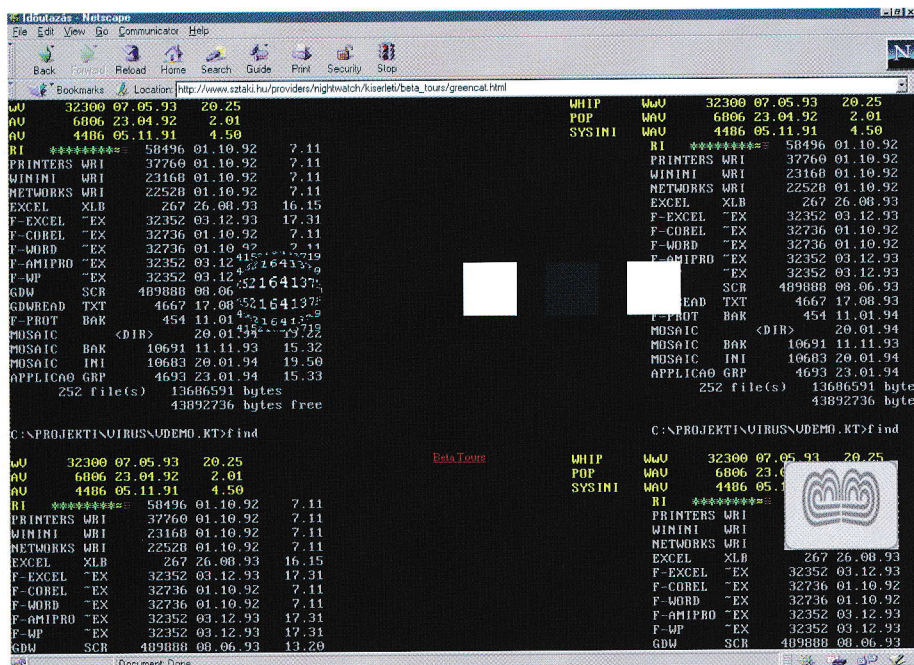 Időutazás - Netscape
File Edit View Go Communicator Help
Back Forward Reload Home Search Guide Print Security Stop
Bookmarks Location: http://www.sztaki.hu/providers/nightwatch/kiserleti/beta_tours/greencat.html
WV 32300 07.05.93 20.25
AV 6806 23.04.92 2.01
AV 4486 05.11.91 4.50
RI 58496 01.10.92 7.11
PRINTERS WRI 37760 01.10.92 7.11
WININI WRI 23168 01.10.92 7.11
NETWORKS WRI 22528 01.10.92 7.11
EXCEL XLB 267 26.08.93 16.15
F-EXCEL ~EX 32352 03.12.93 17.31
F-COREL ~EX 32736 01.10.92 7.11
F-WORD ~EX 32736 01.10.92 7.11
F-AMIPRO ~EX 32352 03.12
F-WP ~EX 32352 03.12
GDW SCR 489888 08.06
GDWREAD TXT 4667 17.08
F-PROT BAK 454 11.01
MOSAIC <DIR> 20.01.94 19.22
MOSAIC BAK 10691 11.11.93 15.32
MOSAIC INI 10683 20.01.94 19.50
APPLICA0 GRP 4693 23.01.94 15.33
252 file(s) 13686591 bytes
43892736 bytes free
C:\PROJEKTI\VIRUS\VDEMO.KT>find
WHIP WwV 32300 07.05.93 20.25
POP WAV 6806 23.04.92 2.01
SYSINI WAV 4486 05.11.91 4.50
RI 58496 01.10.92
PRINTERS WRI 37760 01.10.92
WININI WRI 23168 01.10.92
NETWORKS WRI 22528 01.10.92
EXCEL XLB 267 26.08.93
F-EXCEL ~EX 32352 03.12.93
F-COREL ~EX 32736 01.10.92
F-WORD ~EX 32736 01.10.92
F-AMIPRO ~EX 32352 03.12.93
~EX 32352 03.12.93
SCR 489888 08.06.93
READ TXT 4667 17.08.93
F-PROT BAK 454 11.01.94
MOSAIC <DIR> 20.01.94
MOSAIC BAK 10691 11.11.93
MOSAIC INI 10683 20.01.94
APPLICA0 GRP 4693 23.01.94
252 file(s) 13686591 byte
43892736 byte
C:\PROJEKTI\VIRUS\VDEMO.KT>find
Beta Tours
wV 32300 07.05.93 20.25
AV 6806 23.04.92 2.01
AV 4486 05.11.91 4.50
RI 58496 01.10.92 7.11
PRINTERS WRI 37760 01.10.92 7.11
WININI WRI 23168 01.10.92 7.11
NETWORKS WRI 22528 01.10.92 7.11
EXCEL XLB 267 26.08.93 16.15
F-EXCEL ~EX 32352 03.12.93 17.31
F-COREL ~EX 32736 01.10.92 7.11
F-WORD ~EX 32736 01.10.92 7.11
F-AMIPRO ~EX 32352 03.12.93 17.31
F-WP ~EX 32352 03.12.93 17.31
GDW SCR 489888 08.06.93 13.20
WHIP WwV 32300 07.05.93 20.25
POP WAV 6806 23.0
SYSINI WAV 4486 05.1
RI
PRINTERS WRI
WININI WRI
NETWORKS WRI
EXCEL XLB 267 26.08.93
F-EXCEL ~EX 32352 03.12.93
F-COREL ~EX 32736 01.10.92
F-WORD ~EX 32736 01.10.92
F-AMIPRO ~EX 32352 03.12.93
F-WP ~EX 32352 03.12.93
GDW SCR 489888 08.06.93
Document: Done